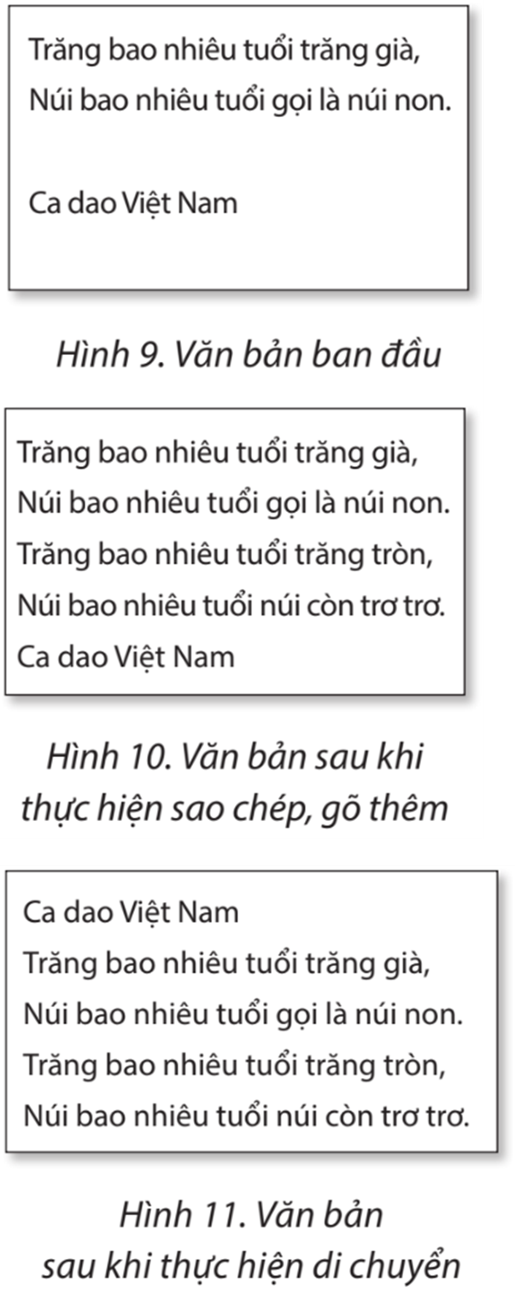 Trăng bao nhiêu tuổi trăng già,
Núi bao nhiêu tuổi gọi là núi non.
Ca dao Việt Nam
Hình 9. Văn bản ban đầu
Trăng bao nhiêu tuổi trăng già,
Núi bao nhiêu tuổi gọi là núi non.
Trăng bao nhiêu tuổi trăng tròn,
Núi bao nhiêu tuổi núi còn trơ trơ.
Ca dao Việt Nam
Hình 10. Văn bản sau khi
thực hiện sao chép, gõ thêm
Ca dao Việt Nam
Trăng bao nhiêu tuổi trăng già,
Núi bao nhiêu tuổi gọi là núi non.
Trăng bao nhiêu tuổi trăng tròn,
Núi bao nhiêu tuổi núi còn trơ trơ.
Hình 11. Văn bản
sau khi thực hiện di chuyển